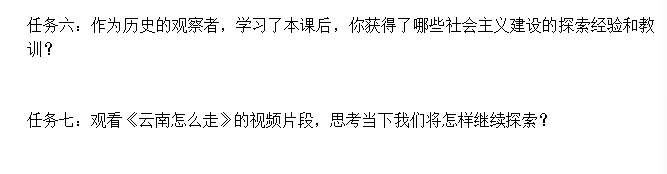 任务六：作为历史的观察者，学习了本课后，你获得了哪些社会主义建设的探索经验和教
训？
任务七：观看《云南怎么走》的视频片段，思考当下我们将怎样继续探索？